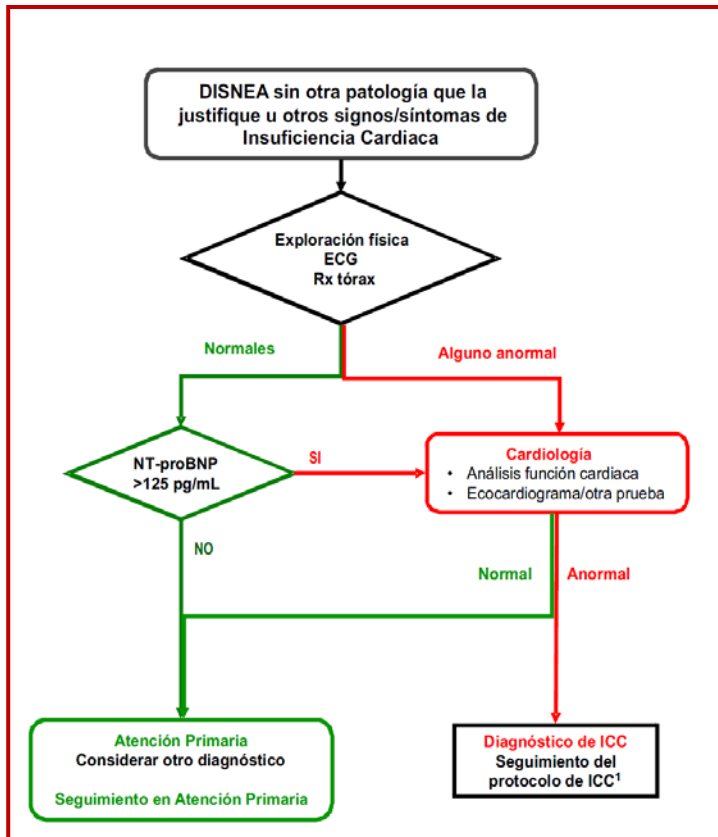 DISNEA sin otra patología que la
justifique u otros signos/síntomas de
Insuficiencia Cardiaca
Exploración física
ECG
Rx tórax
Normales
Alguno anormal
NT-proBNP
>125 pg/mL
SI
Cardiología
• Análisis función cardiaca
• Ecocardiograma/otra prueba
NO
Normal
Anormal
Atención Primaria
Considerar otro diagnóstico
Seguimiento en Atención Primaria
Diagnóstico de ICC
Seguimiento del
protocolo de ICC¹